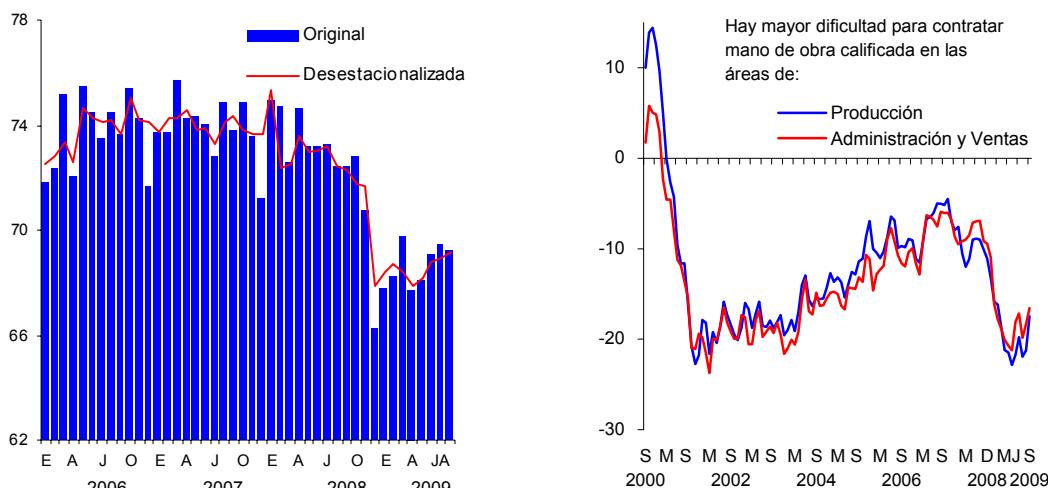 78
74
70
66
62
Original
Desestacionalizada
E A J O E A J O E A J O E A JA
2006 2007 2008 2009
10
0
-10
-20
-30
Hay mayor dificultad para contratar
mano de obra calificada en las
áreas de:
Producción
Administración y Ventas
S M S M S M S M S M S M S M D MJ S
2000 2002 2004 2006 2008 2009